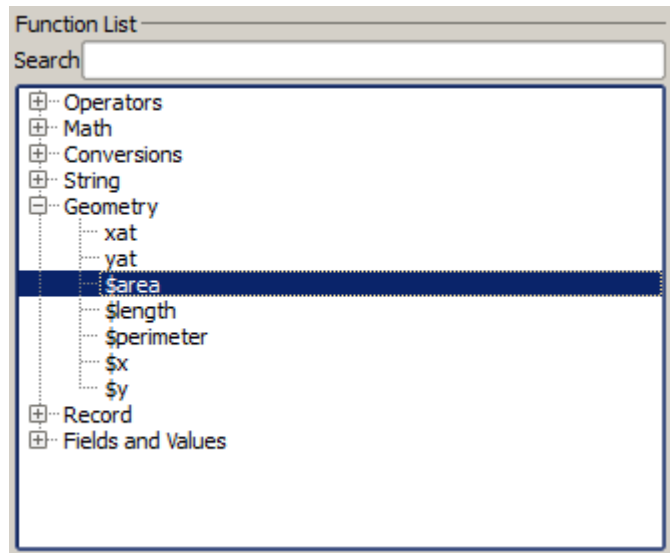 Function List
Search
Operators
Math
Conversions
String
Geometry
xat
yat
$area
$length
$perimeter
$x
$y
Record
Fields and Values